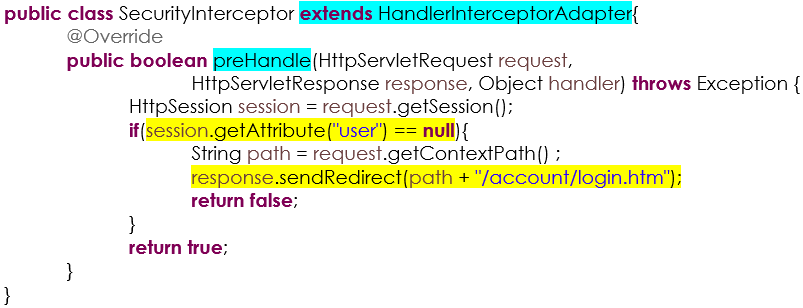 public class SecurityInterceptor extends HandlerInterceptorAdapter{
@Override
public boolean preHandle(HttpServletRequest request,
HttpServletResponse response, Object handler) throws Exception {
HttpSession session = request.getSession();
if(session.getAttribute("user") == null){
String path = request.getContextPath() ;
response.sendRedirect(path + "/account/login.htm");
return false;
}
return true;
}
}